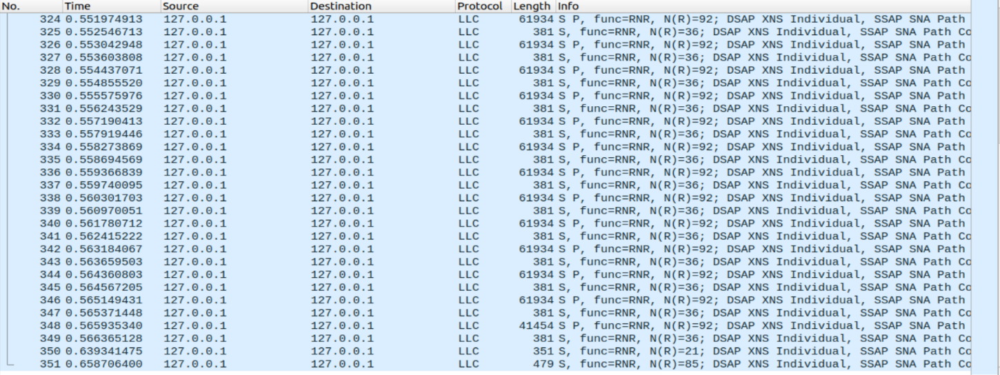 No. Time Source Destination Protocol Length Info
324 0.551974913 127.0.0.1 127.0.0.1 LLC 61934 S P, func=RNR, N(R)=92; DSAP XNS Individual, SSAP SNA Path
325 0.552546713 127.0.0.1 127.0.0.1 LLC 381 S, func=RNR, N(R)=36; DSAP XNS Individual, SSAP SNA Path Co
326 0.553042948 127.0.0.1 127.0.0.1 LLC 61934 S P, func=RNR, N(R)=92; DSAP XNS Individual, SSAP SNA Path
327 0.553603808 127.0.0.1 127.0.0.1 LLC 381 S, func=RNR, N(R)=36; DSAP XNS Individual, SSAP SNA Path Co
328 0.554437071 127.0.0.1 127.0.0.1 LLC 61934 S P, func=RNR, N(R)=92; DSAP XNS Individual, SSAP SNA Path
329 0.554855520 127.0.0.1 127.0.0.1 LLC 381 S, func=RNR, N(R)=36; DSAP XNS Individual, SSAP SNA Path Co
330 0.555575976 127.0.0.1 127.0.0.1 LLC 61934 S P, func=RNR, N(R)=92; DSAP XNS Individual, SSAP SNA Path
331 0.556243529 127.0.0.1 127.0.0.1 LLC 381 S, func=RNR, N(R)=36; DSAP XNS Individual, SSAP SNA Path Co
332 0.557190413 127.0.0.1 127.0.0.1 LLC 61934 S P, func=RNR, N(R)=92; DSAP XNS Individual, SSAP SNA Path
333 0.557919446 127.0.0.1 127.0.0.1 LLC 381 S, func=RNR, N(R)=36; DSAP XNS Individual, SSAP SNA Path Co
334 0.558273869 127.0.0.1 127.0.0.1 LLC 61934 S P, func=RNR, N(R)=92; DSAP XNS Individual, SSAP SNA Path
335 0.558694569 127.0.0.1 127.0.0.1 LLC 381 S, func=RNR, N(R)=36; DSAP XNS Individual, SSAP SNA Path Co
336 0.559366839 127.0.0.1 127.0.0.1 LLC 61934 S P, func=RNR, N(R)=92; DSAP XNS Individual, SSAP SNA Path
337 0.559740095 127.0.0.1 127.0.0.1 LLC 381 S, func=RNR, N(R)=36; DSAP XNS Individual, SSAP SNA Path Co
338 0.560301703 127.0.0.1 127.0.0.1 LLC 61934 S P, func=RNR, N(R)=92; DSAP XNS Individual, SSAP SNA Path
339 0.560970051 127.0.0.1 127.0.0.1 LLC 381 S, func=RNR, N(R)=36; DSAP XNS Individual, SSAP SNA Path Co
340 0.561780712 127.0.0.1 127.0.0.1 LLC 61934 S P, func=RNR, N(R)=92; DSAP XNS Individual, SSAP SNA Path
341 0.562415222 127.0.0.1 127.0.0.1 LLC 381 S, func=RNR, N(R)=36; DSAP XNS Individual, SSAP SNA Path Co
342 0.563184067 127.0.0.1 127.0.0.1 LLC 61934 S P, func=RNR, N(R)=92; DSAP XNS Individual, SSAP SNA Path
343 0.563659503 127.0.0.1 127.0.0.1 LLC 381 S, func=RNR, N(R)=36; DSAP XNS Individual, SSAP SNA Path Co
344 0.564360803 127.0.0.1 127.0.0.1 LLC 61934 S P, func=RNR, N(R)=92; DSAP XNS Individual, SSAP SNA Path
345 0.564567205 127.0.0.1 127.0.0.1 LLC 381 S, func=RNR, N(R)=36; DSAP XNS Individual, SSAP SNA Path Co
346 0.565149431 127.0.0.1 127.0.0.1 LLC 61934 S P, func=RNR, N(R)=92; DSAP XNS Individual, SSAP SNA Path
347 0.565371448 127.0.0.1 127.0.0.1 LLC 381 S, func=RNR, N(R)=36; DSAP XNS Individual, SSAP SNA Path Co
348 0.565935340 127.0.0.1 127.0.0.1 LLC 41454 S P, func=RNR, N(R)=92; DSAP XNS Individual, SSAP SNA Path
349 0.566365128 127.0.0.1 127.0.0.1 LLC 381 S, func=RNR, N(R)=36; DSAP XNS Individual, SSAP SNA Path Co
350 0.639341475 127.0.0.1 127.0.0.1 LLC 351 S, func=RNR, N(R)=21; DSAP XNS Individual, SSAP SNA Path Co
351 0.658706400 127.0.0.1 127.0.0.1 LLC 479 S, func=RNR, N(R)=85; DSAP XNS Individual, SSAP SNA Path Co